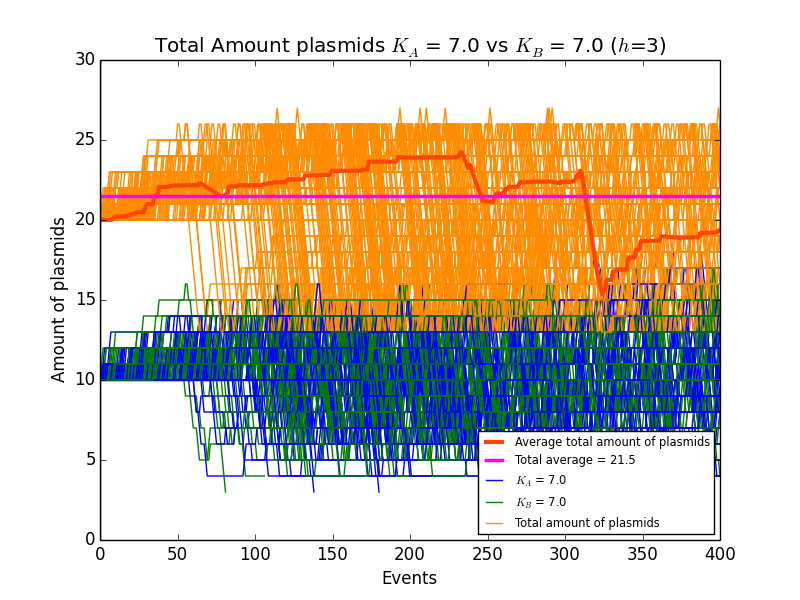 Total Amount plasmids K_A = 7.0 vs K_B = 7.0 (h=3)
30
25
20
15
10
5
0
Amount of plasmids
0 50 100 150 200 250 300 350 400
Events
Average total amount of plasmids
Total average = 21.5
K_A = 7.0
K_B = 7.0
Total amount of plasmids